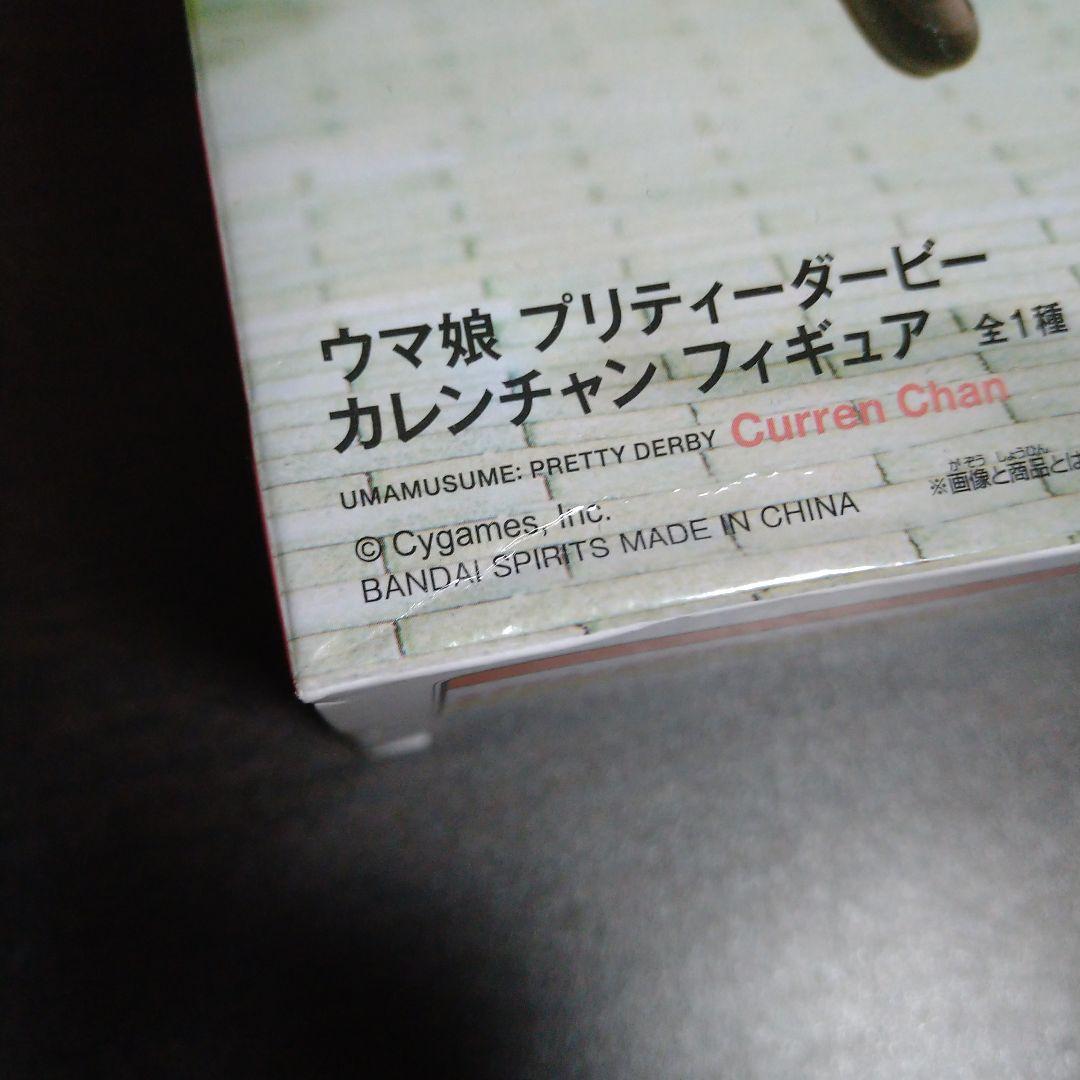 ウマ娘 プリティーダービー
カレンチャン フィギュア 全1種
UMAMUSUME: PRETTY DERBY Curren Chan
© Cygames, Inc.
BANDAI SPIRITS MADE IN CHINA
※画像と商品とは